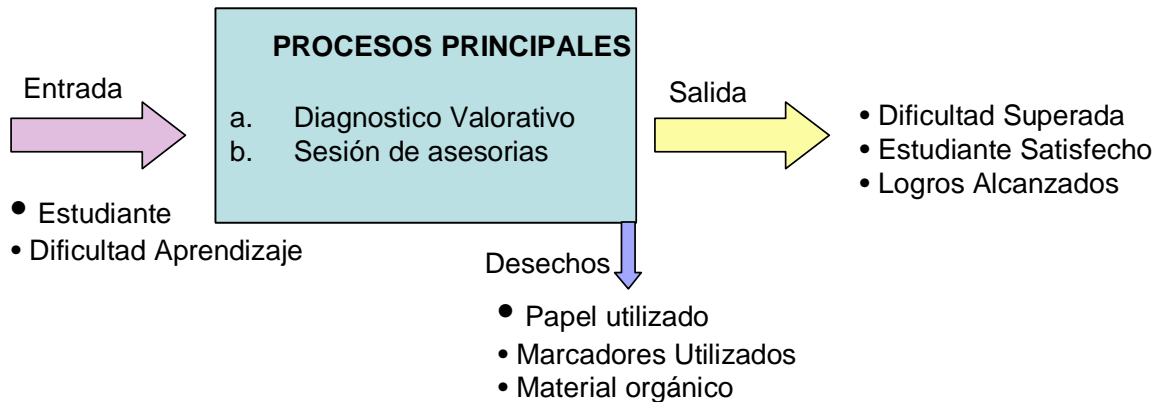 PROCESOS PRINCIPALES
Entrada
a. Diagnostico Valorativo
b. Sesión de asesorias
Salida
• Dificultad Superada
• Estudiante Satisfecho
• Logros Alcanzados
• Estudiante
• Dificultad Aprendizaje
Desechos
• Papel utilizado
• Marcadores Utilizados
• Material orgánico